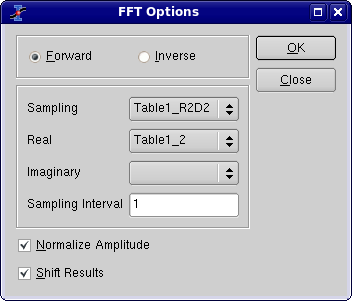 FFT Options
Forward Inverse OK
Close
Sampling Table1_R2D2
Real Table1_2
Imaginary
Sampling Interval 1
Normalize Amplitude
Shift Results